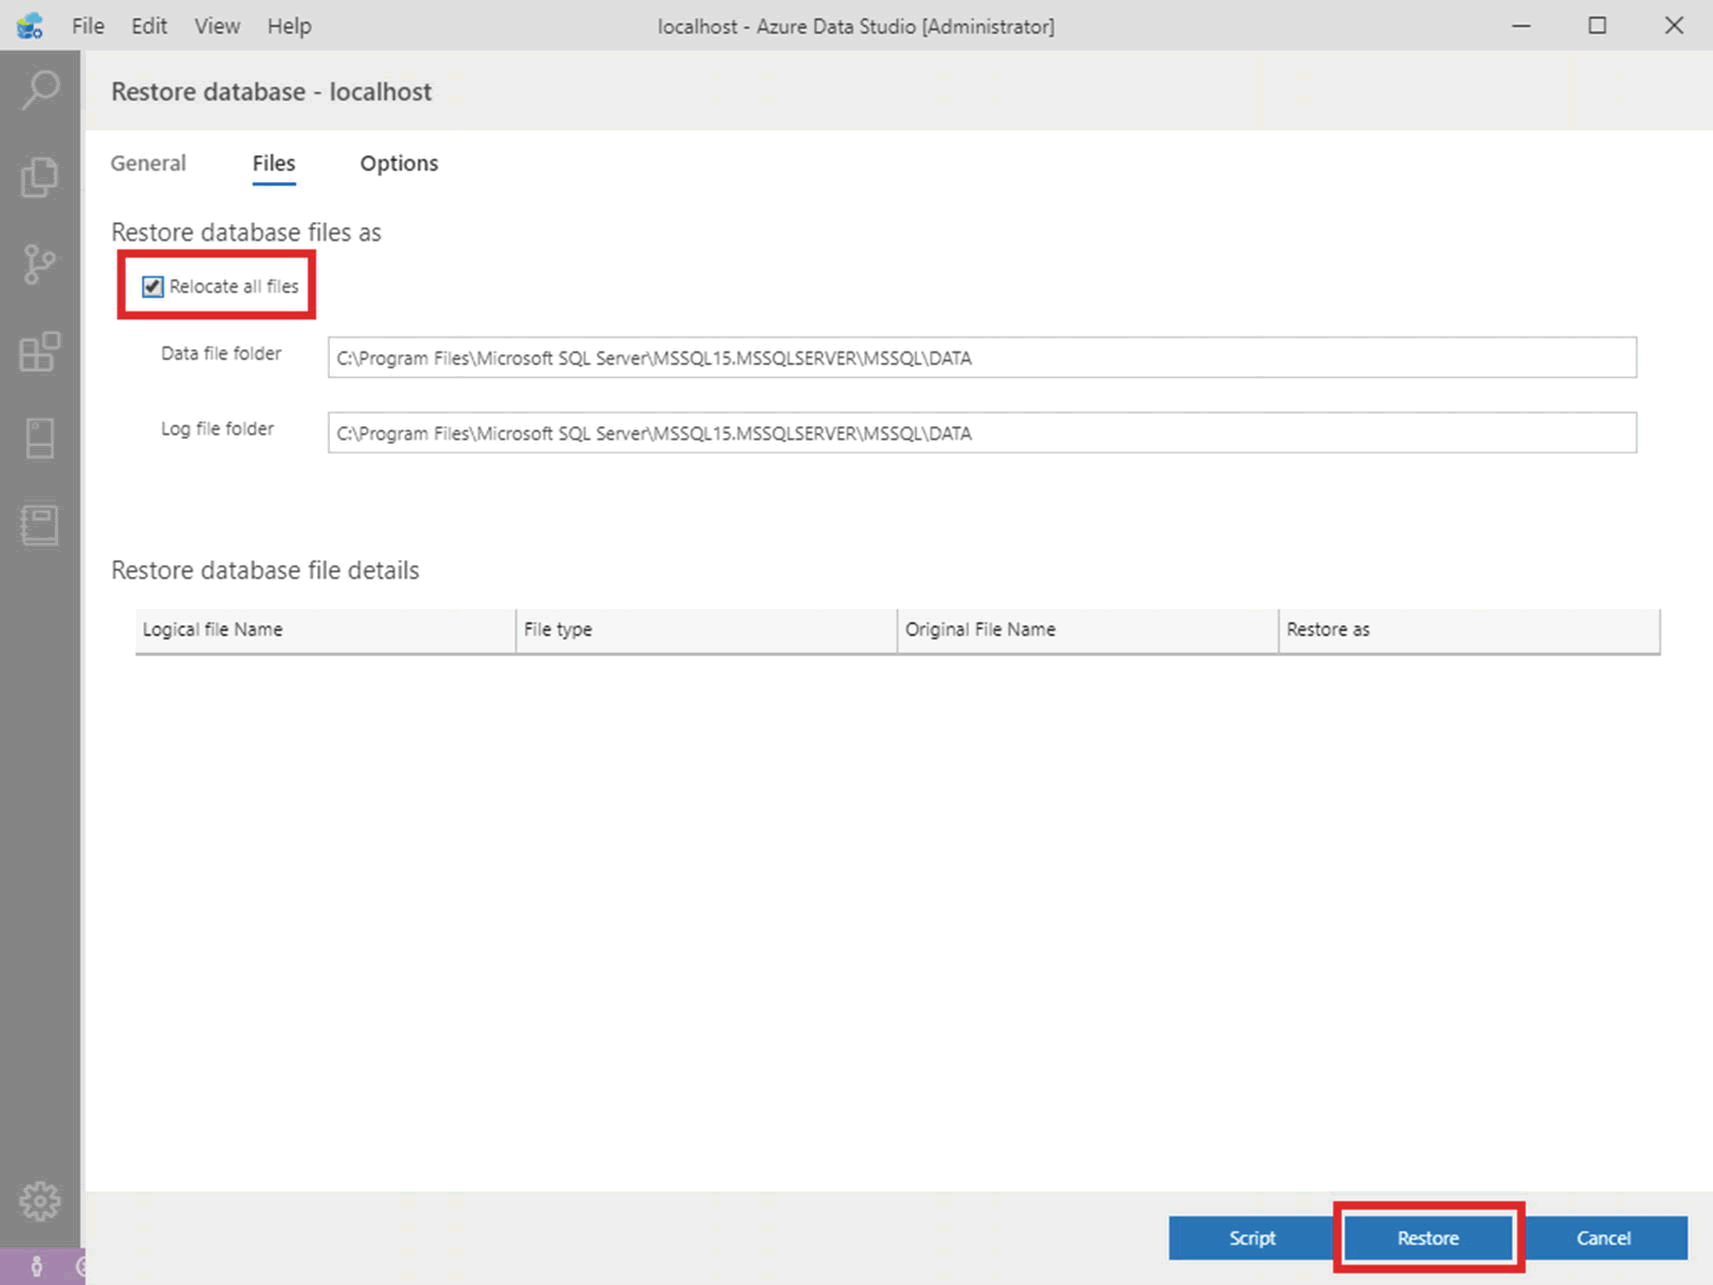 File Edit View Help localhost - Azure Data Studio [Administrator]
Restore database - localhost
General Files Options
Restore database files as
Relocate all files
Data file folder C:\Program Files\Microsoft SQL Server\MSSQL15.MSSQLSERVER\MSSQL\DATA
Log file folder C:\Program Files\Microsoft SQL Server\MSSQL15.MSSQLSERVER\MSSQL\DATA
Restore database file details
Logical file Name File type Original File Name Restore as
Script Restore Cancel